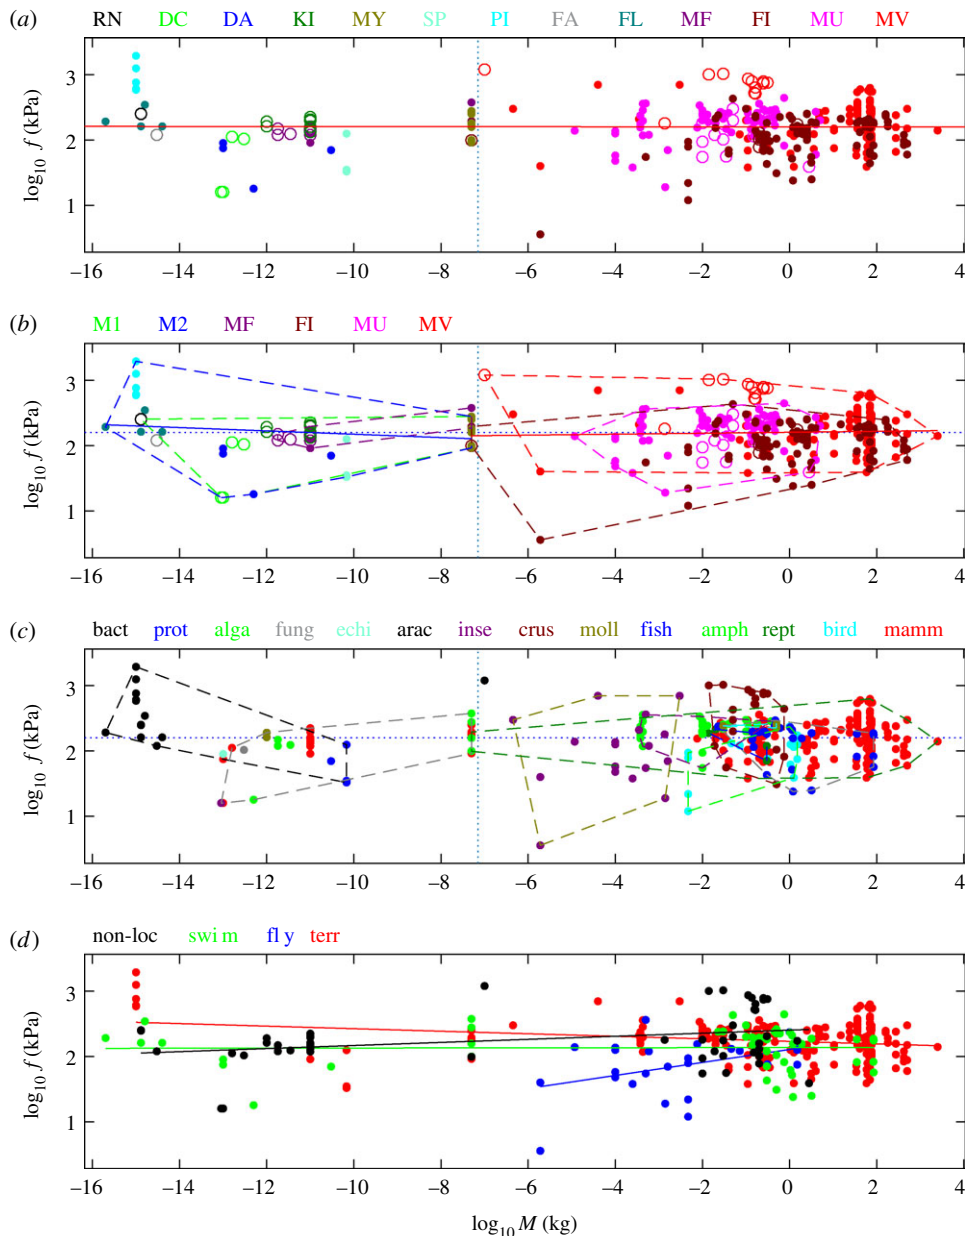 (a) RN DC DA KI MY SP PI FA FL MF FI MU MV
3
2
1
log10 f (kPa)
−16 −14 −12 −10 −8 −6 −4 −2 0 2 4
(b) M1 M2 MF FI MU MV
3
2
1
log10 f (kPa)
−16 −14 −12 −10 −8 −6 −4 −2 0 2 4
(c) bact prot alga fung echi arac inse crus moll fish amph rept bird mamm
3
2
1
log10 f (kPa)
−16 −14 −12 −10 −8 −6 −4 −2 0 2 4
(d) non-loc swim fly terr
3
2
1
log10 f (kPa)
−16 −14 −12 −10 −8 −6 −4 −2 0 2 4
log10 M (kg)